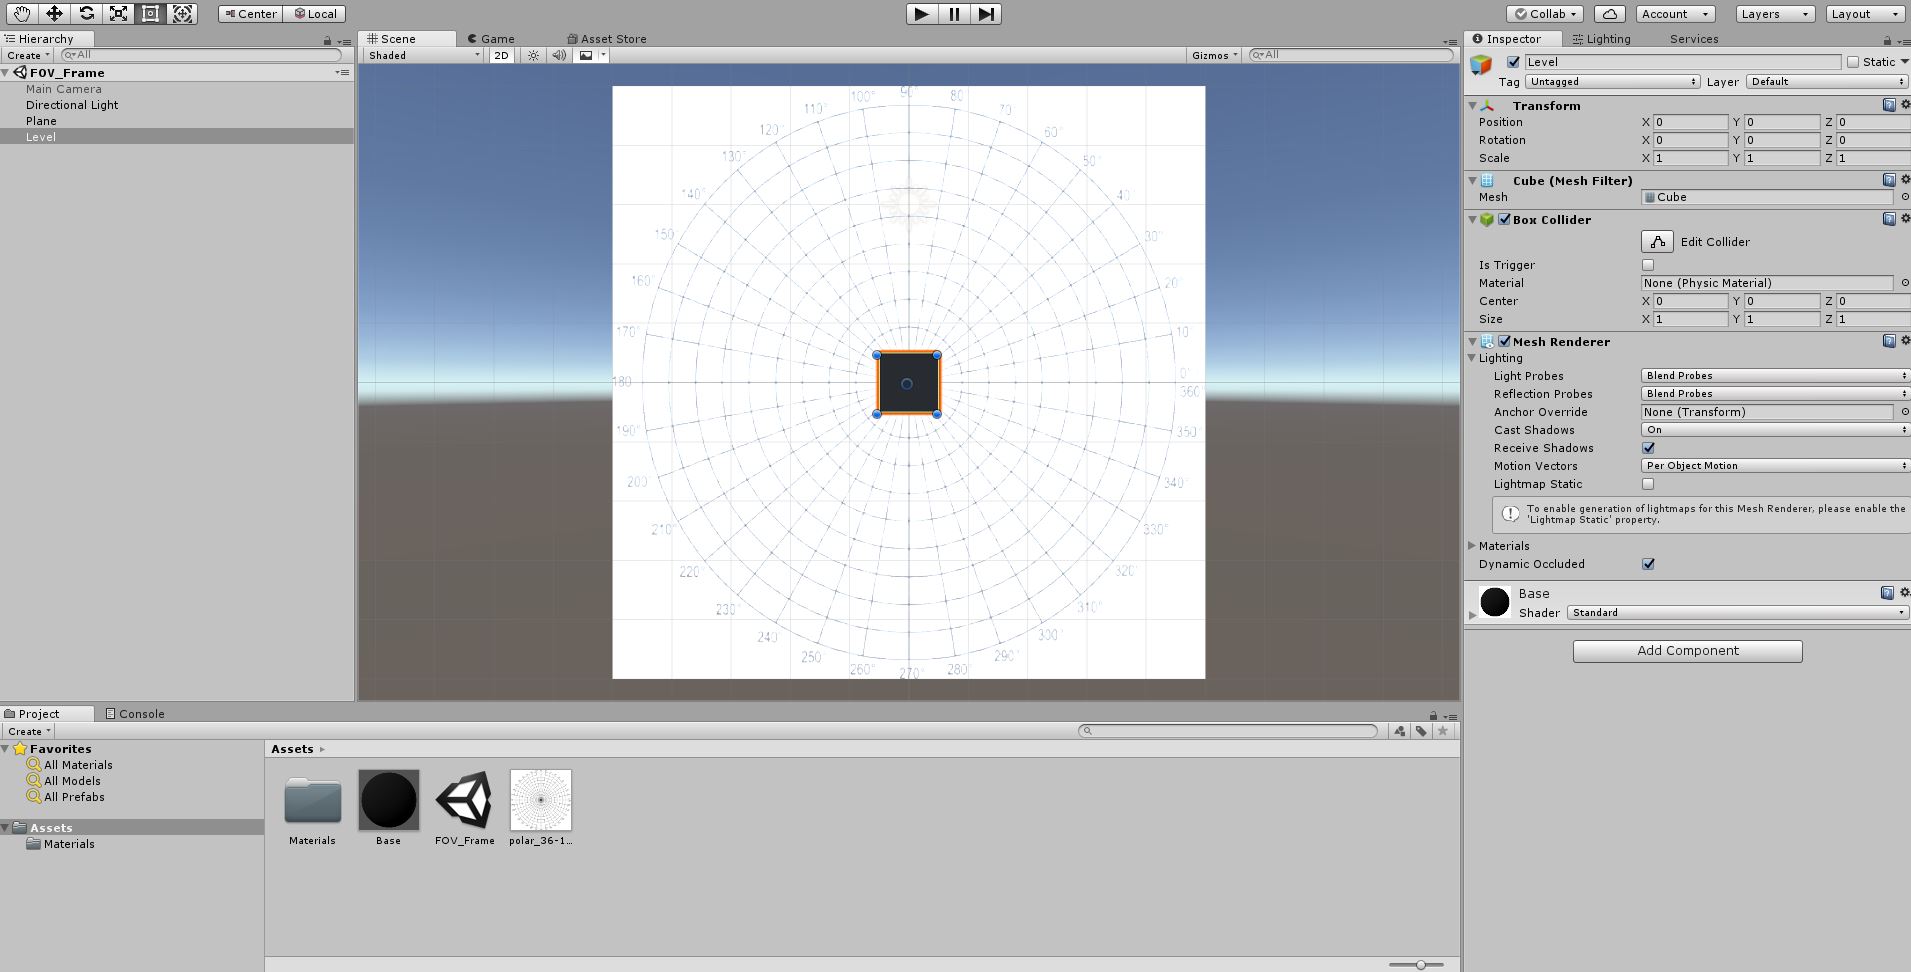 Center Local Collab Account Layers Layout
Hierarchy
Create All
FOV_Frame
Main Camera
Directional Light
Plane
Level
Scene Game Asset Store
Shaded 2D Gizmos All
90°
100° 80
110° 70
120° 60°
130° 50°
140° 40°
150 30°
160° 20°
170° 10
180 0°
360°
190° 350°
200° 340°
210° 330°
220° 320°
230° 310°
240° 300°
250 290°
260° 280°
270°
Inspector Lighting Services
Level Static
Tag Untagged Layer Default
Transform
Position X 0 Y 0 Z 0
Rotation X 0 Y 0 Z 0
Scale X 1 Y 1 Z 1
Cube (Mesh Filter)
Mesh Cube
Box Collider
Edit Collider
Is Trigger
Material None (Physic Material)
Center X 0 Y 0 Z 0
Size X 1 Y 1 Z 1
Mesh Renderer
Lighting
Light Probes Blend Probes
Reflection Probes Blend Probes
Anchor Override None (Transform)
Cast Shadows On
Receive Shadows
Motion Vectors Per Object Motion
Lightmap Static
To enable generation of lightmaps for this Mesh Renderer, please enable the
'Lightmap Static' property.
Materials
Dynamic Occluded
Base
Shader Standard
Add Component
Project Console
Create
Favorites
All Materials
All Models
All Prefabs
Assets
Materials
Assets
Materials Base FOV_Frame polar_36-1...